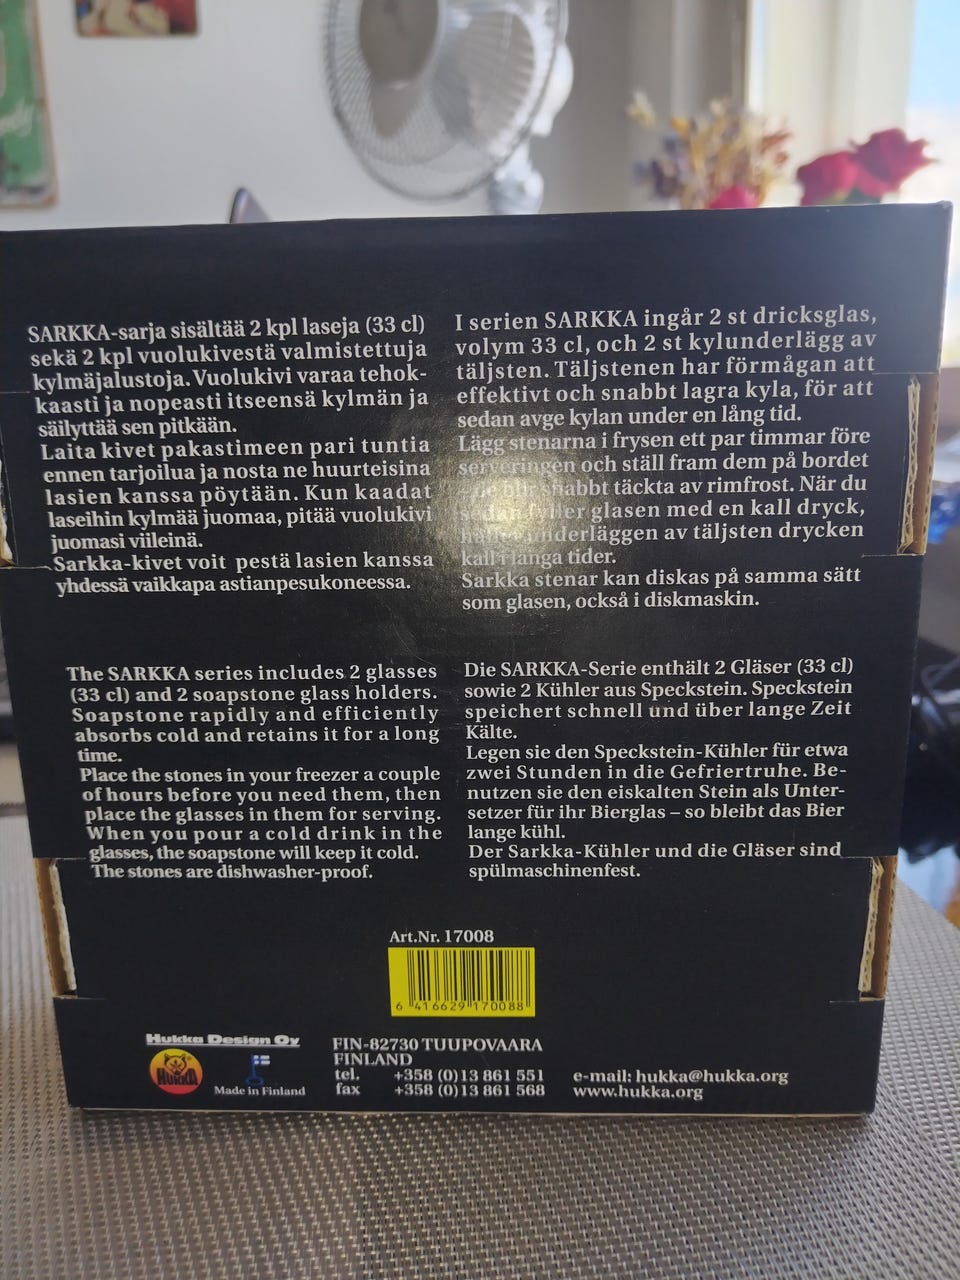 SARKKA-sarja sisältää 2 kpl laseja (33 cl)
sekä 2 kpl vuolukivestä valmistettuja
kylmäjalustoja. Vuolukivi varaa tehok-
kaasti ja nopeasti itseensä kylmän ja
säilyttää sen pitkään.
Laita kivet pakastimeen pari tuntia
ennen tarjoilua ja nosta ne huurteisina
lasien kanssa pöytään. Kun kaadat
laseihin kylmää juomaa, pitää vuolukivi
juomasi viileinä.
Sarkka-kivet voit pestä lasien kanssa
yhdessä vaikkapa astianpesukoneessa.
I serien SARKKA ingår 2 st dricksglas,
volym 33 cl, och 2 st kylunderlägg av
täljsten. Täljstenen har förmågan att
effektivt och snabbt lagra kyla, för att
sedan avge kylan under en lång tid.
Lägg stenarna i frysen ett par timmar före
serveringen och ställ fram dem på bordet
blir snabbt täckta av rimfrost. När du
sedan fyller glasen med en kall dryck,
underläggen av täljsten drycken
kall i långa tider.
Sarkka stenar kan diskas på samma sätt
som glasen, också i diskmaskin.
The SARKKA series includes 2 glasses
(33 cl) and 2 soapstone glass holders.
Soapstone rapidly and efficiently
absorbs cold and retains it for a long
time.
Place the stones in your freezer a couple
of hours before you need them, then
place the glasses in them for serving.
When you pour a cold drink in the
glasses, the soapstone will keep it cold.
The stones are dishwasher-proof.
Die SARKKA-Serie enthält 2 Gläser (33 cl)
sowie 2 Kühler aus Speckstein. Speckstein
speichert schnell und über lange Zeit
Kälte.
Legen sie den Speckstein-Kühler für etwa
zwei Stunden in die Gefriertruhe. Be-
nutzen sie den eiskalten Stein als Unter-
setzer für ihr Bierglas – so bleibt das Bier
lange kühl.
Der Sarkka-Kühler und die Gläser sind
spülmaschinenfest.
Art.Nr. 17008
6 416629 170088
Hukka Design Oy
HUKKA
Made in Finland
FIN-82730 TUUPOVAARA
FINLAND
tel. +358 (0)13 861 551
fax +358 (0)13 861 568
e-mail: hukka@hukka.org
www.hukka.org